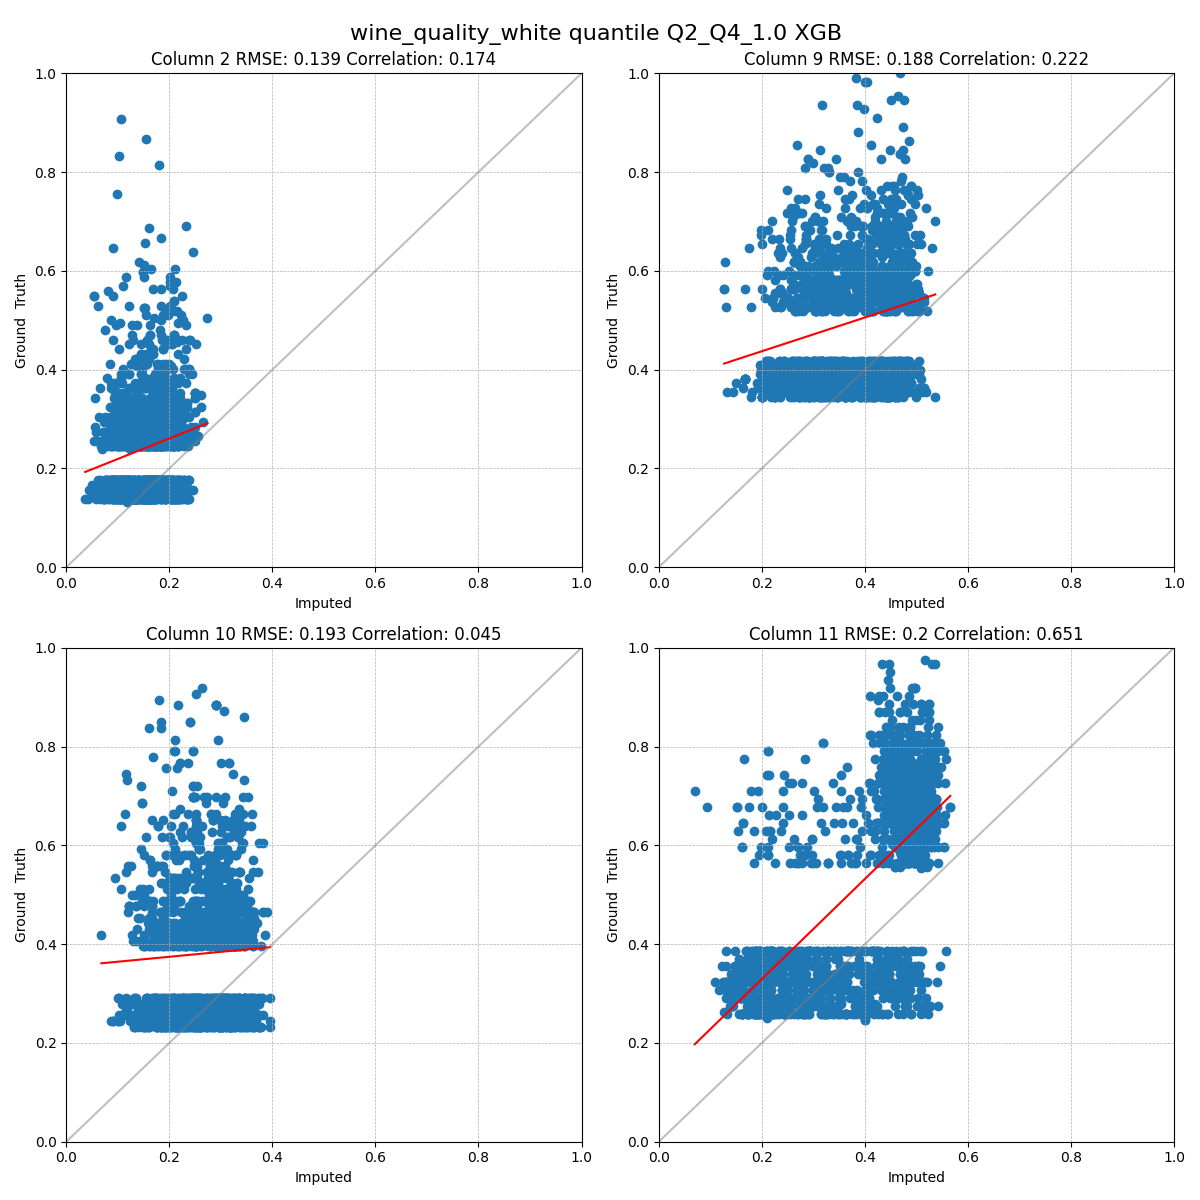 wine_quality_white quantile Q2_Q4_1.0 XGB
Column 2 RMSE: 0.139 Correlation: 0.174
1.0
0.8
0.6
0.4
0.2
0.0
Ground Truth
0.0 0.2 0.4 0.6 0.8 1.0
Imputed
Column 9 RMSE: 0.188 Correlation: 0.222
1.0
0.8
0.6
0.4
0.2
0.0
Ground Truth
0.0 0.2 0.4 0.6 0.8 1.0
Imputed
Column 10 RMSE: 0.193 Correlation: 0.045
1.0
0.8
0.6
0.4
0.2
0.0
Ground Truth
0.0 0.2 0.4 0.6 0.8 1.0
Imputed
Column 11 RMSE: 0.2 Correlation: 0.651
1.0
0.8
0.6
0.4
0.2
0.0
Ground Truth
0.0 0.2 0.4 0.6 0.8 1.0
Imputed